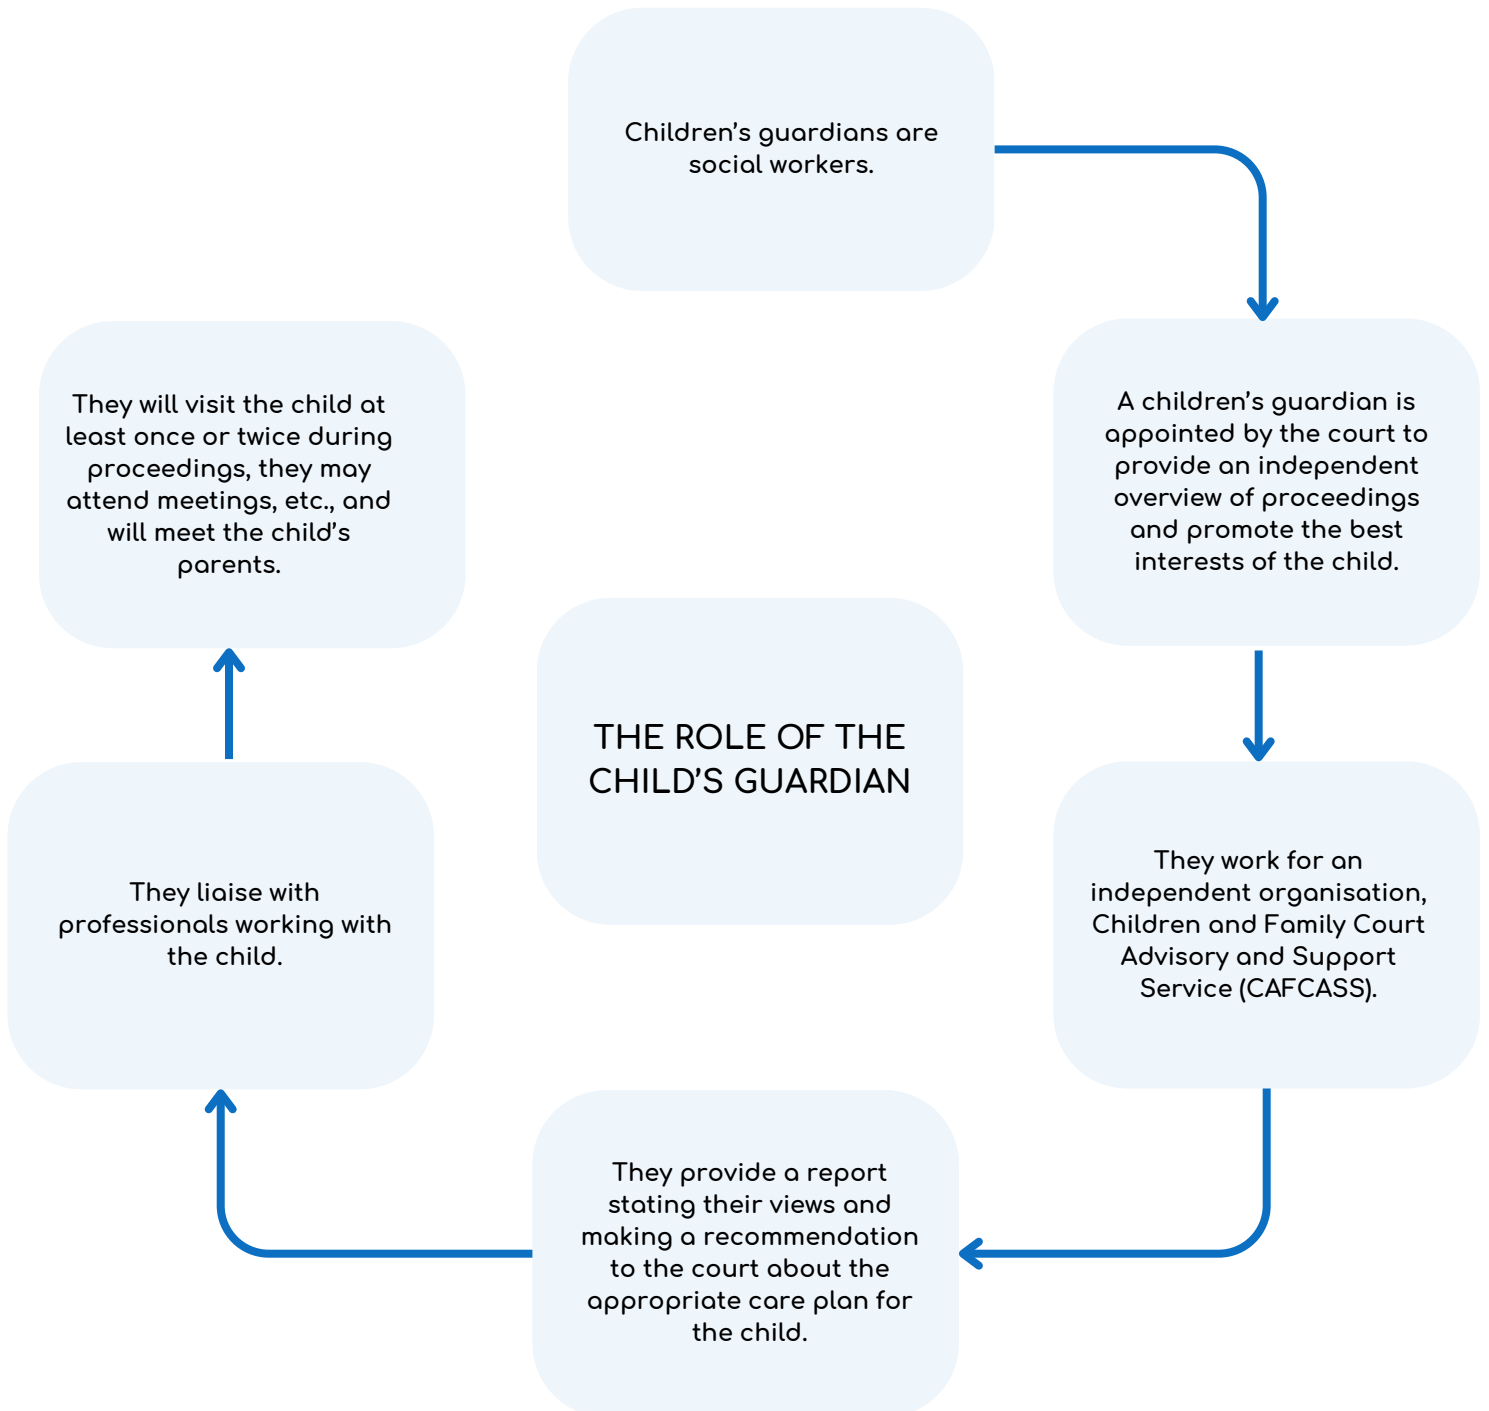 Children’s guardians are
social workers.
A children’s guardian is
appointed by the court to
provide an independent
overview of proceedings
and promote the best
interests of the child.
They work for an
independent organisation,
Children and Family Court
Advisory and Support
Service (CAFCASS).
They provide a report
stating their views and
making a recommendation
to the court about the
appropriate care plan for
the child.
They liaise with
professionals working with
the child.
They will visit the child at
least once or twice during
proceedings, they may
attend meetings, etc., and
will meet the child’s
parents.
THE ROLE OF THE
CHILD’S GUARDIAN